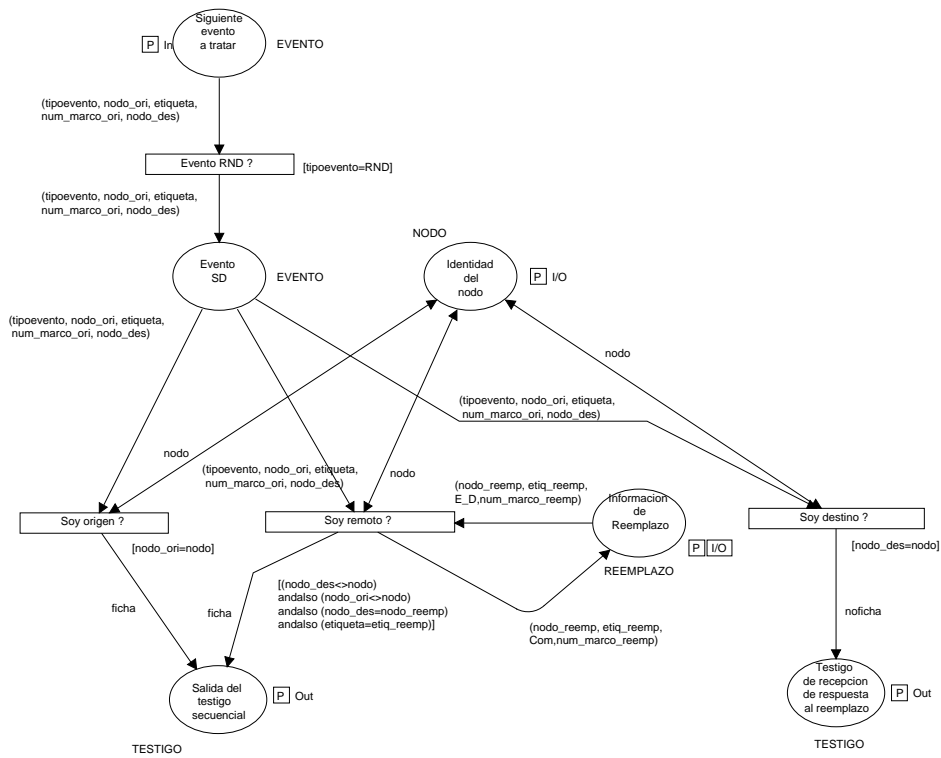 Siguiente
evento
a tratar
P In
EVENTO
(tipoevento, nodo_ori, etiqueta,
num_marco_ori, nodo_des)
Evento RND ?
[tipoevento=RND]
(tipoevento, nodo_ori, etiqueta,
num_marco_ori, nodo_des)
NODO
Evento
SD
EVENTO
Identidad
del
nodo
P I/O
(tipoevento, nodo_ori, etiqueta,
num_marco_ori, nodo_des)
nodo
(tipoevento, nodo_ori, etiqueta,
num_marco_ori, nodo_des)
nodo
(tipoevento, nodo_ori, etiqueta,
num_marco_ori, nodo_des)
nodo
(nodo_reemp, etiq_reemp,
E_D,num_marco_reemp)
Informacion
de
Reemplazo
P I/O
REEMPLAZO
Soy origen ?
[nodo_ori=nodo]
Soy remoto ?
Soy destino ?
[nodo_des=nodo]
[(nodo_des<>nodo)
andalso (nodo_ori<>nodo)
andalso (nodo_des=nodo_reemp)
andalso (etiqueta=etiq_reemp)]
ficha
ficha
(nodo_reemp, etiq_reemp,
Com,num_marco_reemp)
noficha
Salida del
testigo
secuencial
P Out
TESTIGO
Testigo
de recepcion
de respuesta
al reemplazo
P Out
TESTIGO